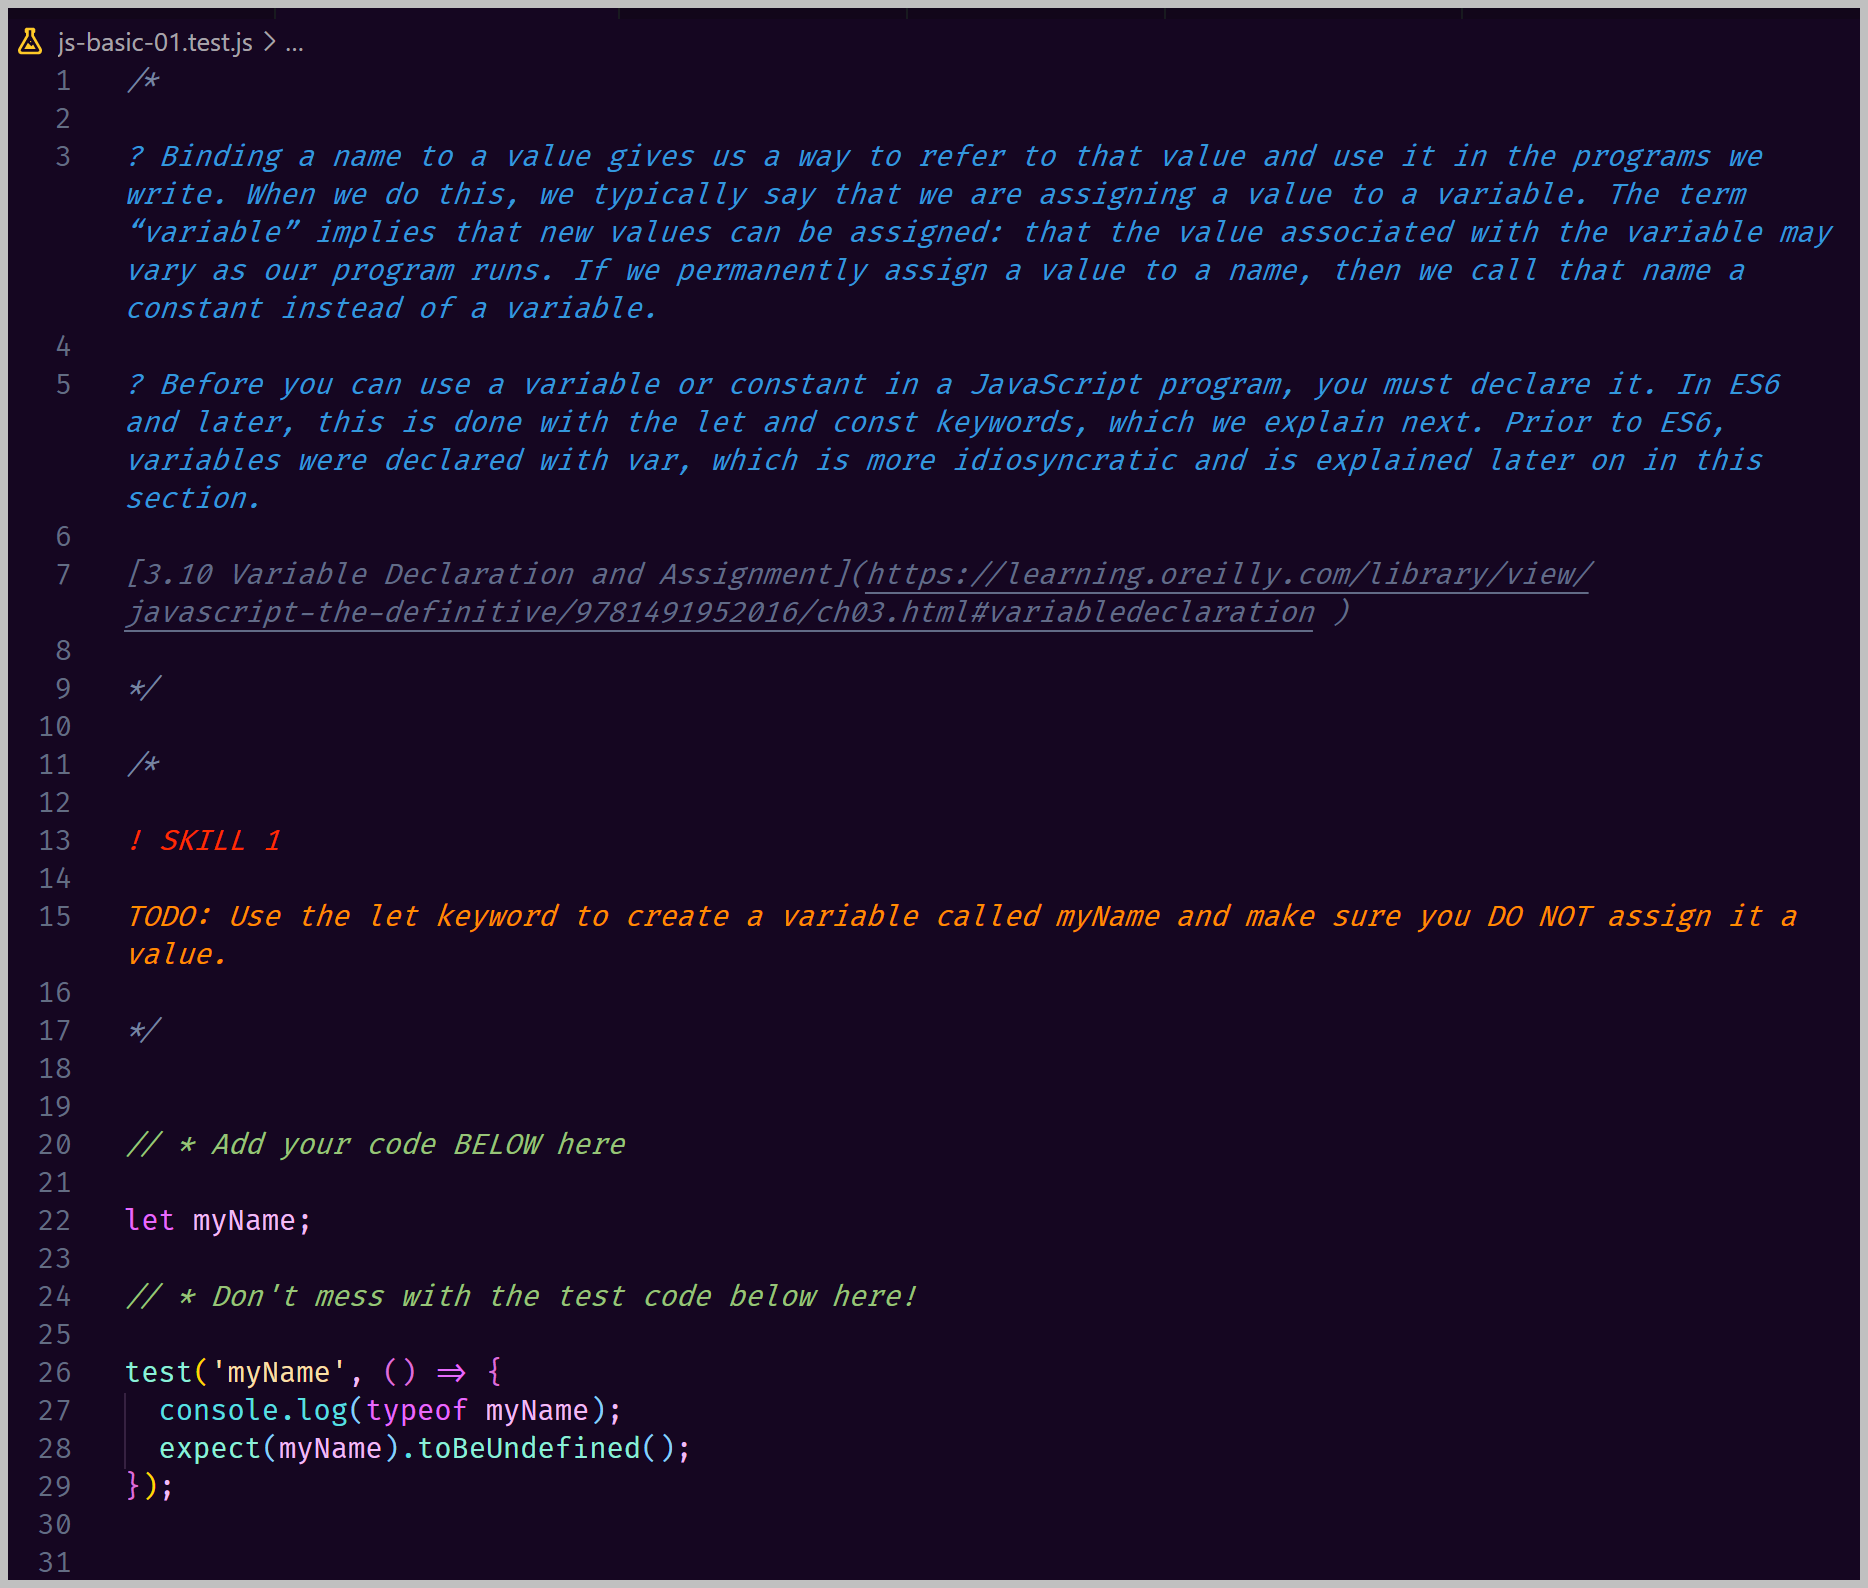 js-basic-01.test.js > ...
1 /*
2
3 ? Binding a name to a value gives us a way to refer to that value and use it in the programs we
write. When we do this, we typically say that we are assigning a value to a variable. The term
“variable” implies that new values can be assigned: that the value associated with the variable may
vary as our program runs. If we permanently assign a value to a name, then we call that name a
constant instead of a variable.
4
5 ? Before you can use a variable or constant in a JavaScript program, you must declare it. In ES6
and later, this is done with the let and const keywords, which we explain next. Prior to ES6,
variables were declared with var, which is more idiosyncratic and is explained later on in this
section.
6
7 [3.10 Variable Declaration and Assignment](https://learning.oreilly.com/library/view/
javascript-the-definitive/9781491952016/ch03.html#variabledeclaration )
8
9 */
10
11 /*
12
13 ! SKILL 1
14
15 TODO: Use the let keyword to create a variable called myName and make sure you DO NOT assign it a
value.
16
17 */
18
19
20 // * Add your code BELOW here
21
22 let myName;
23
24 // * Don't mess with the test code below here!
25
26 test('myName', () => {
27 console.log(typeof myName);
28 expect(myName).toBeUndefined();
29 });
30
31